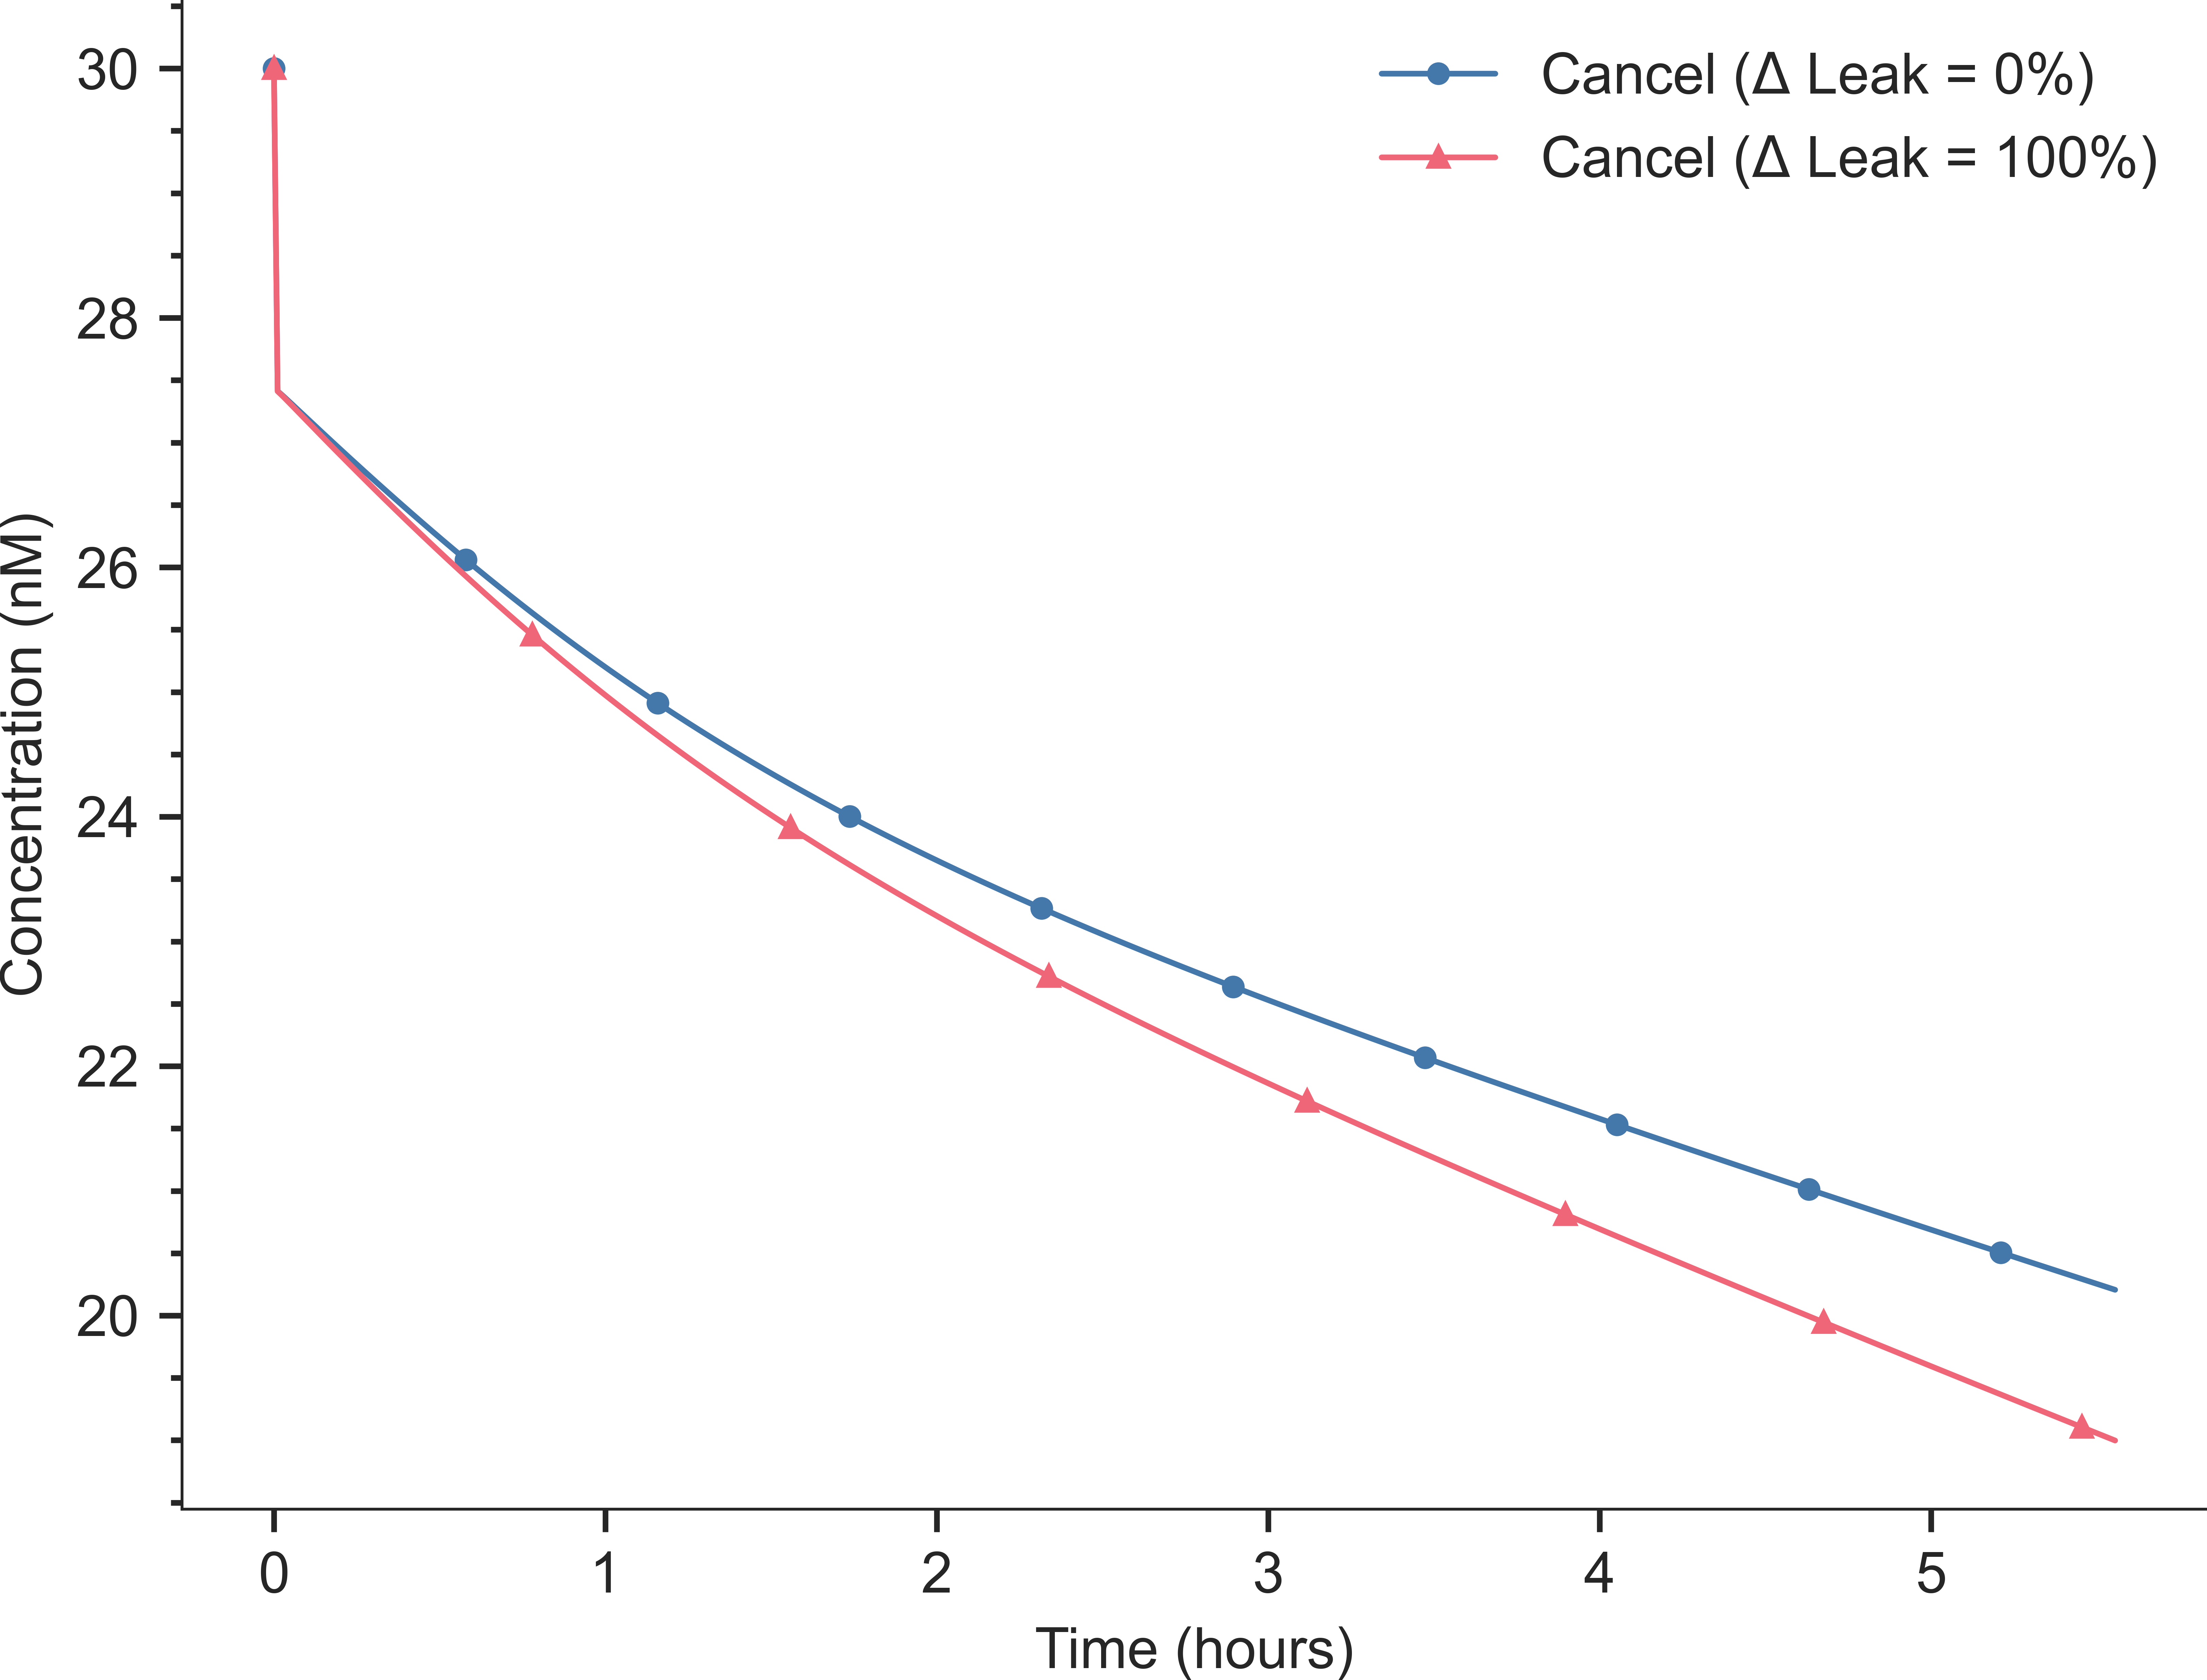 Cancel (Δ Leak = 0%)
Cancel (Δ Leak = 100%)
Concentration (nM)
30
28
26
24
22
20
0 1 2 3 4 5
Time (hours)